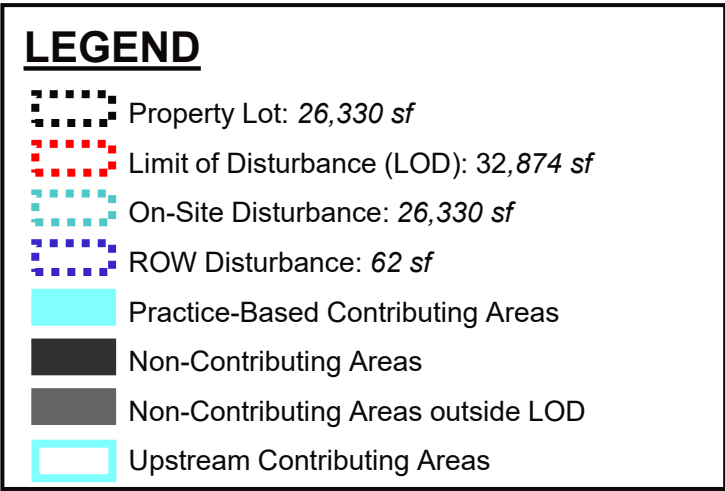 LEGEND
Property Lot: 26,330 sf
Limit of Disturbance (LOD): 32,874 sf
On-Site Disturbance: 26,330 sf
ROW Disturbance: 62 sf
Practice-Based Contributing Areas
Non-Contributing Areas
Non-Contributing Areas outside LOD
Upstream Contributing Areas